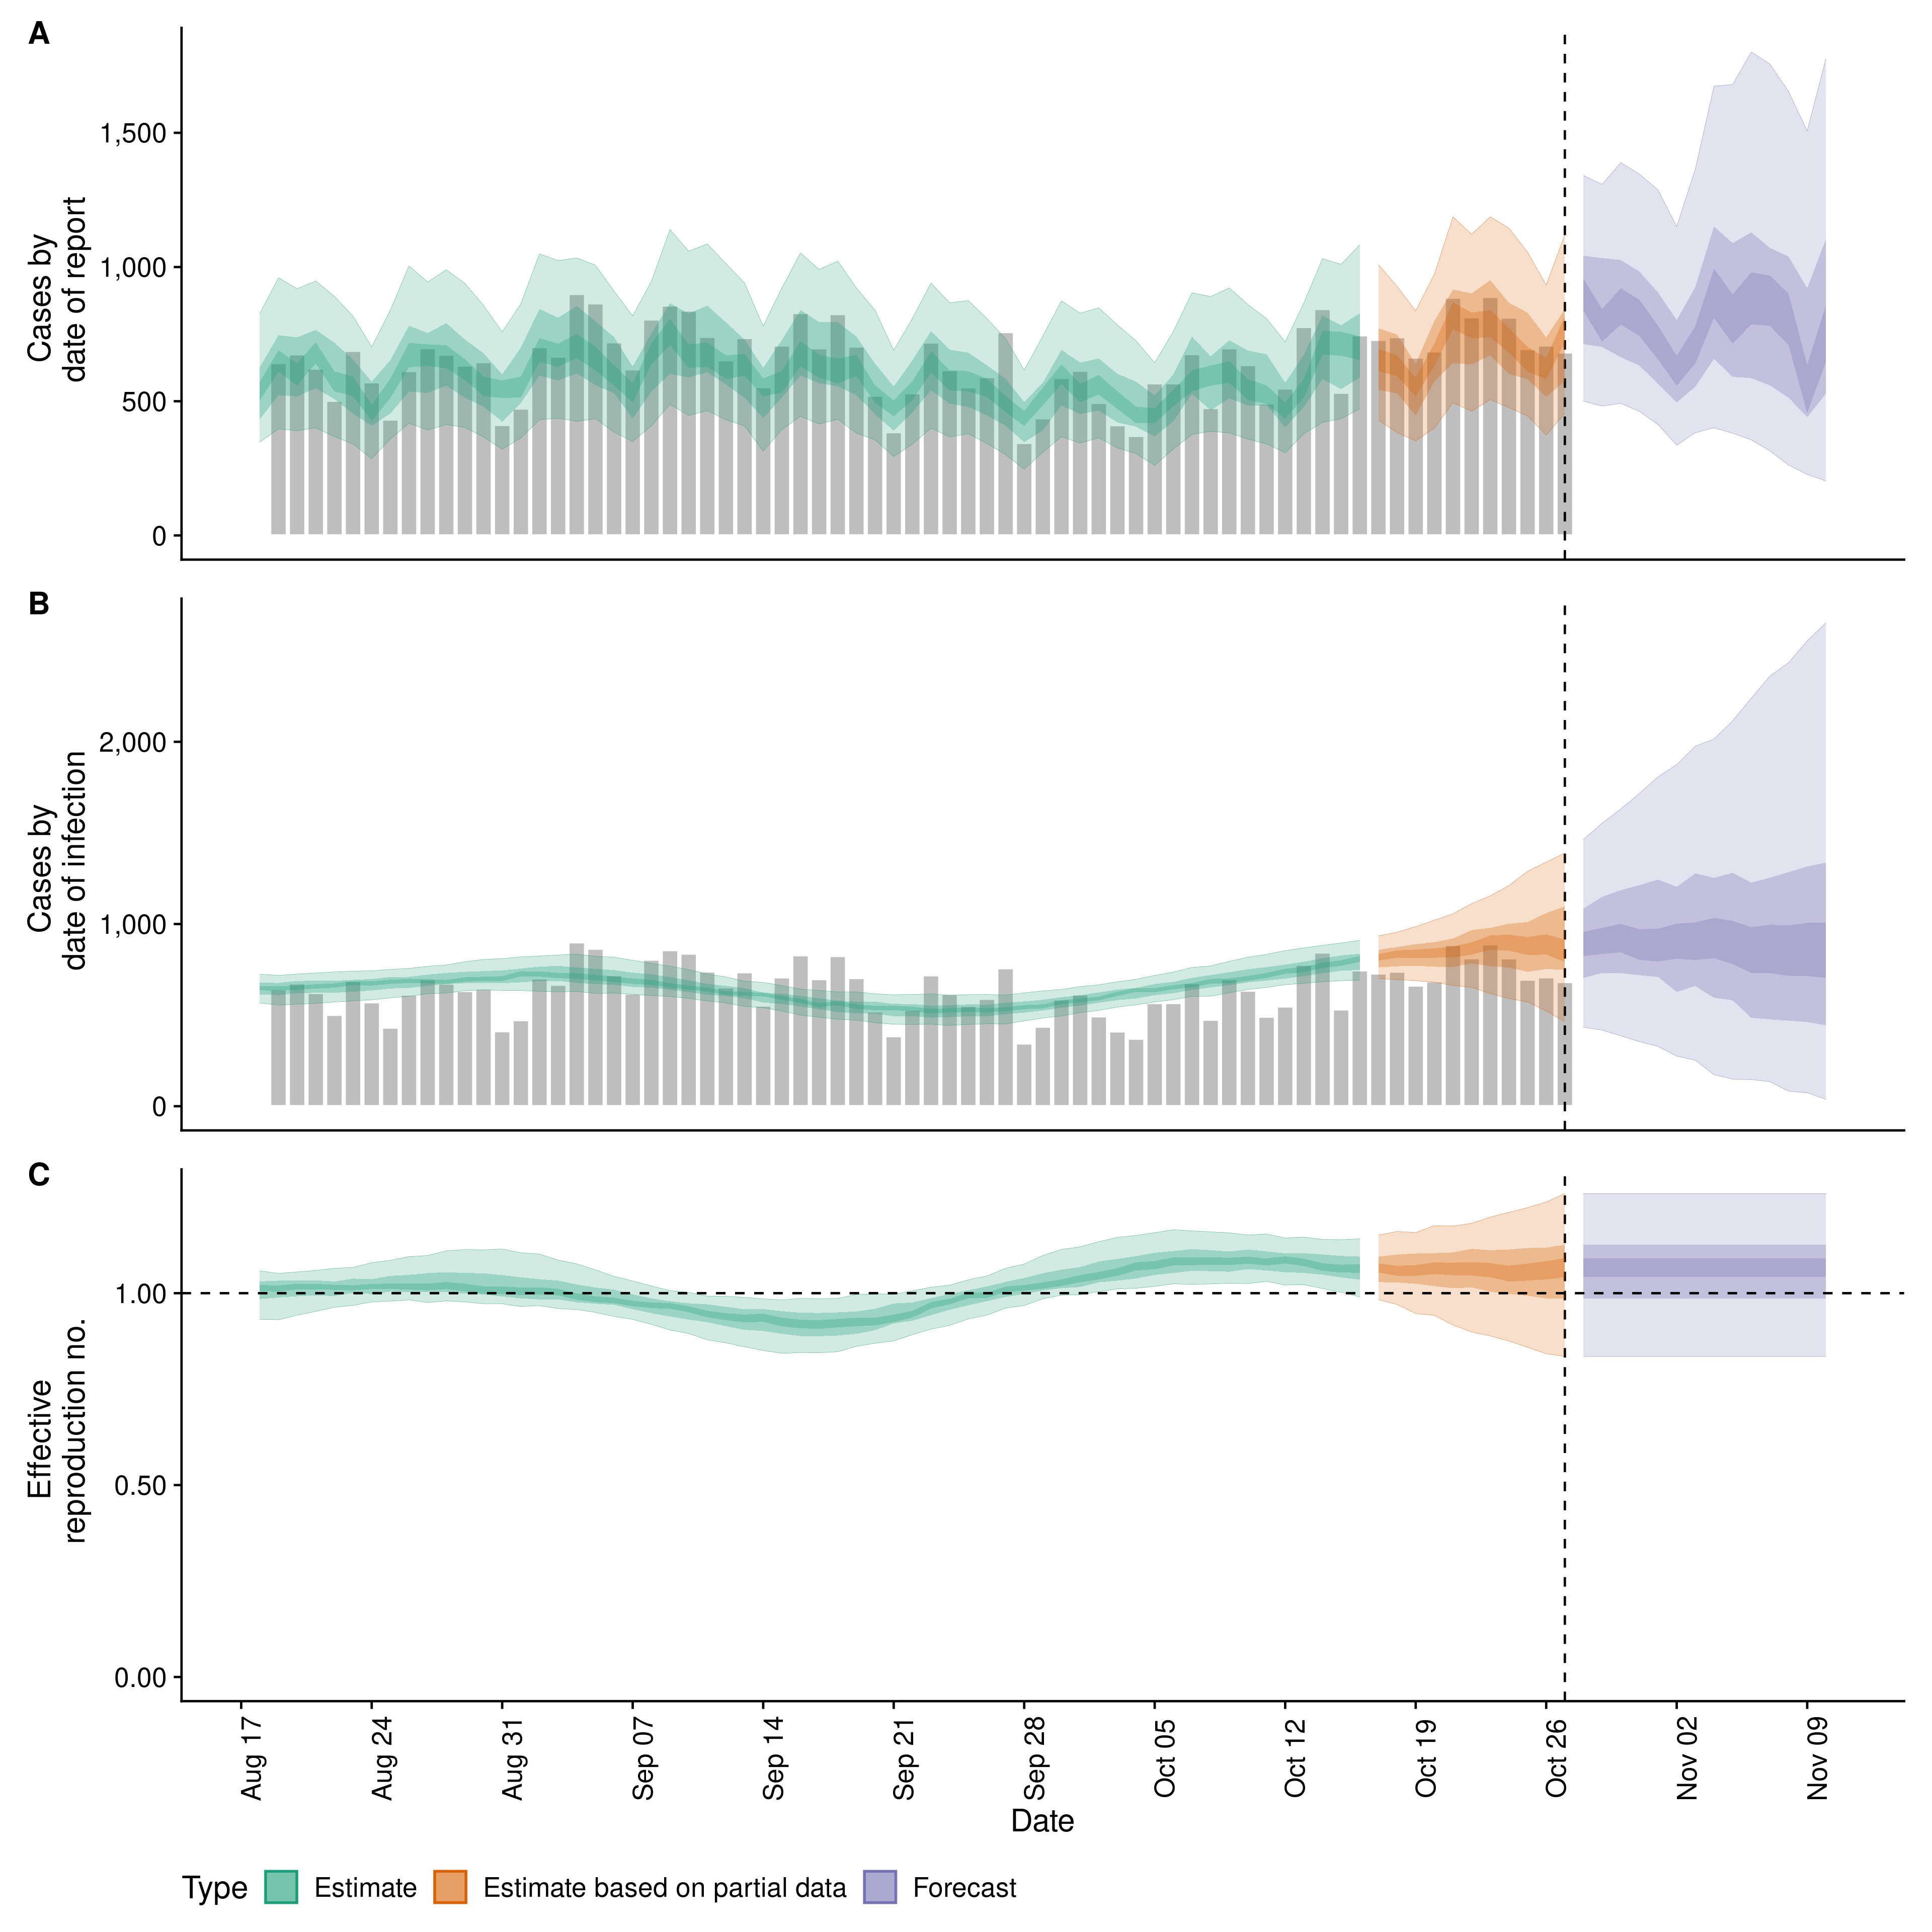 A
Cases by
date of report
1,500
1,000
500
0
B
Cases by
date of infection
2,000
1,000
0
C
Effective
reproduction no.
1.00
0.50
0.00
Aug 17
Aug 24
Aug 31
Sep 07
Sep 14
Sep 21
Sep 28
Oct 05
Oct 12
Oct 19
Oct 26
Nov 02
Nov 09
Date
Type Estimate Estimate based on partial data Forecast